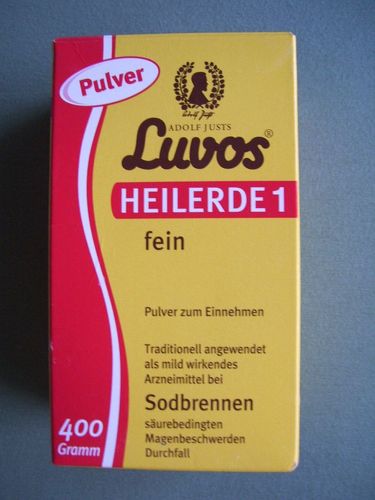 Pulver
ADOLF JUSTS
Luvos®
HEILERDE 1
fein
Pulver zum Einnehmen
Traditionell angewendet
als mild wirkendes
Arzneimittel bei
Sodbrennen
säurebedingten
Magenbeschwerden
Durchfall
400
Gramm